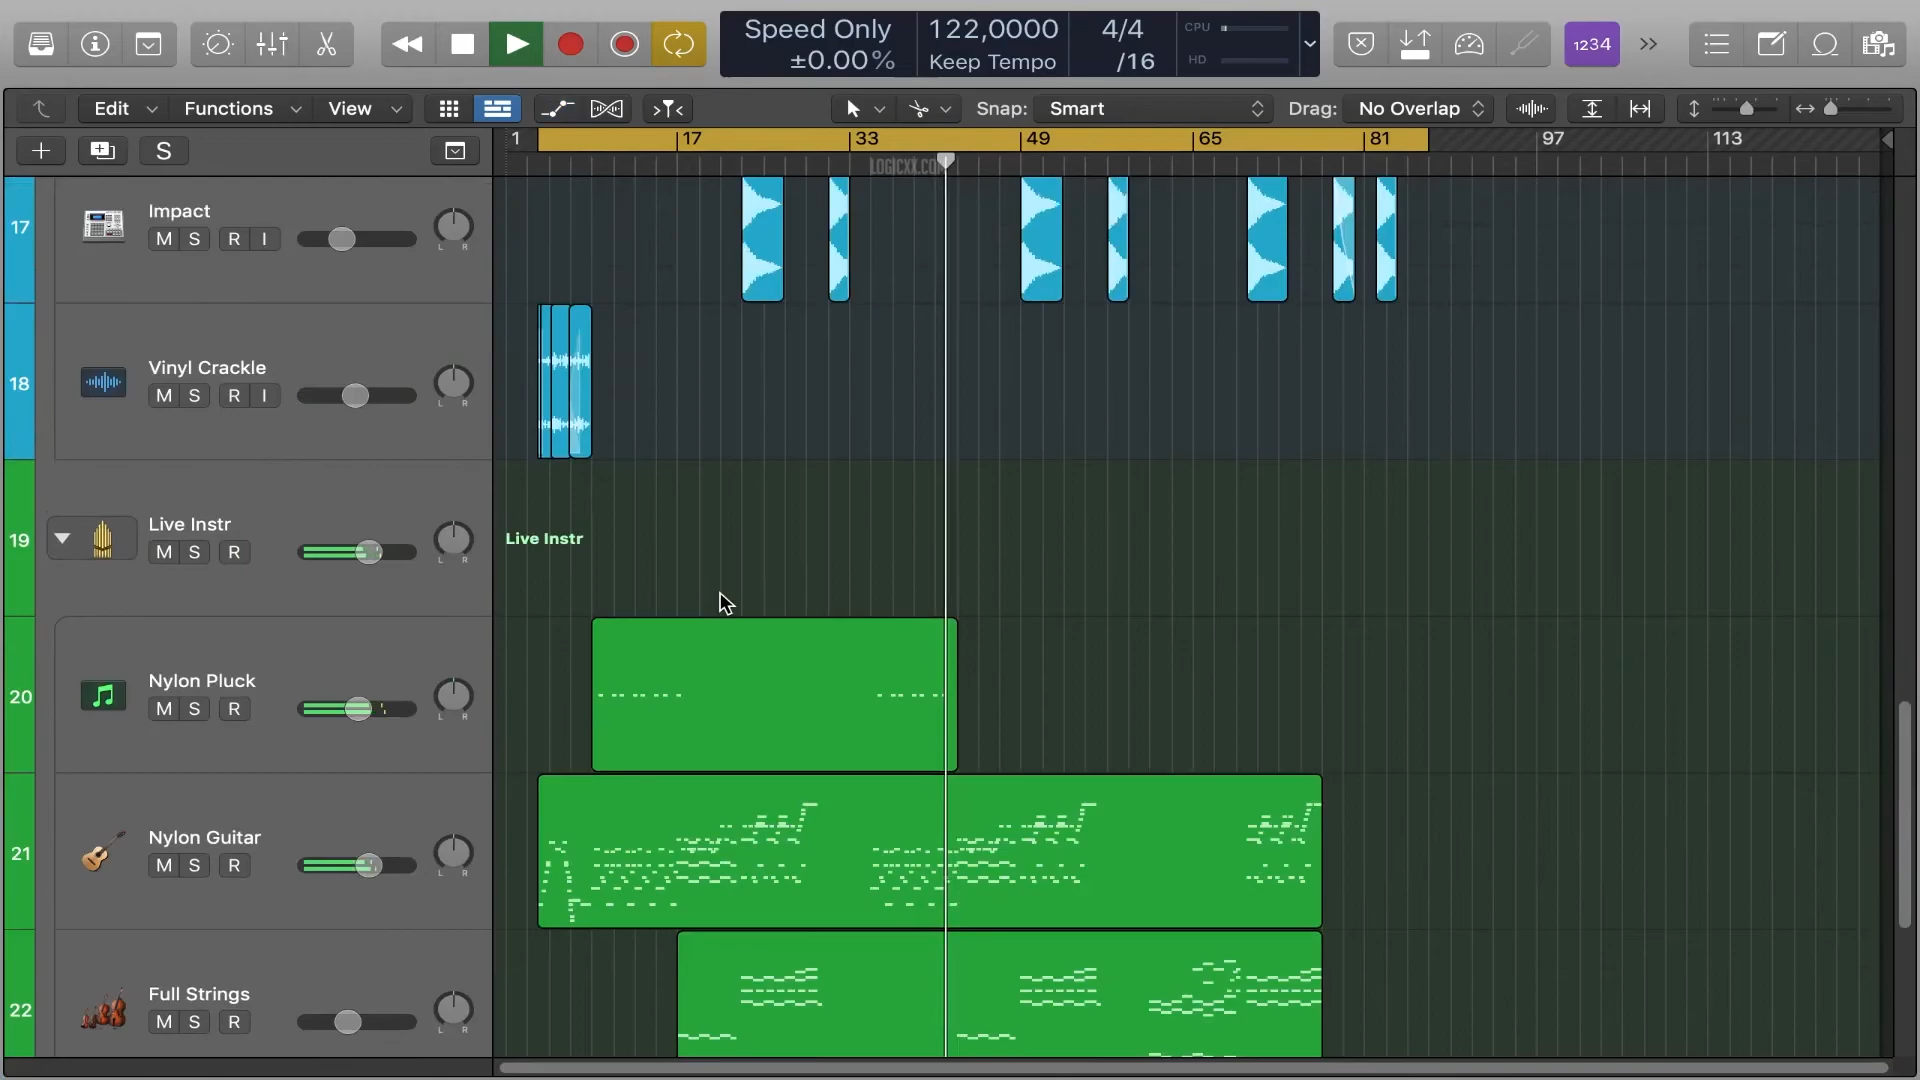 Speed Only 122,0000 4/4 CPU
±0.00% Keep Tempo /16 HD
1234
Edit Functions View Snap: Smart Drag: No Overlap
S 1 17 33 49 65 81 97 113
LOGICXX.COM
17 Impact
M S R I L R
18 Vinyl Crackle
M S R I L R
19 Live Instr
M S R L R
Live Instr
20 Nylon Pluck
M S R L R
21 Nylon Guitar
M S R L R
22 Full Strings
M S R L R